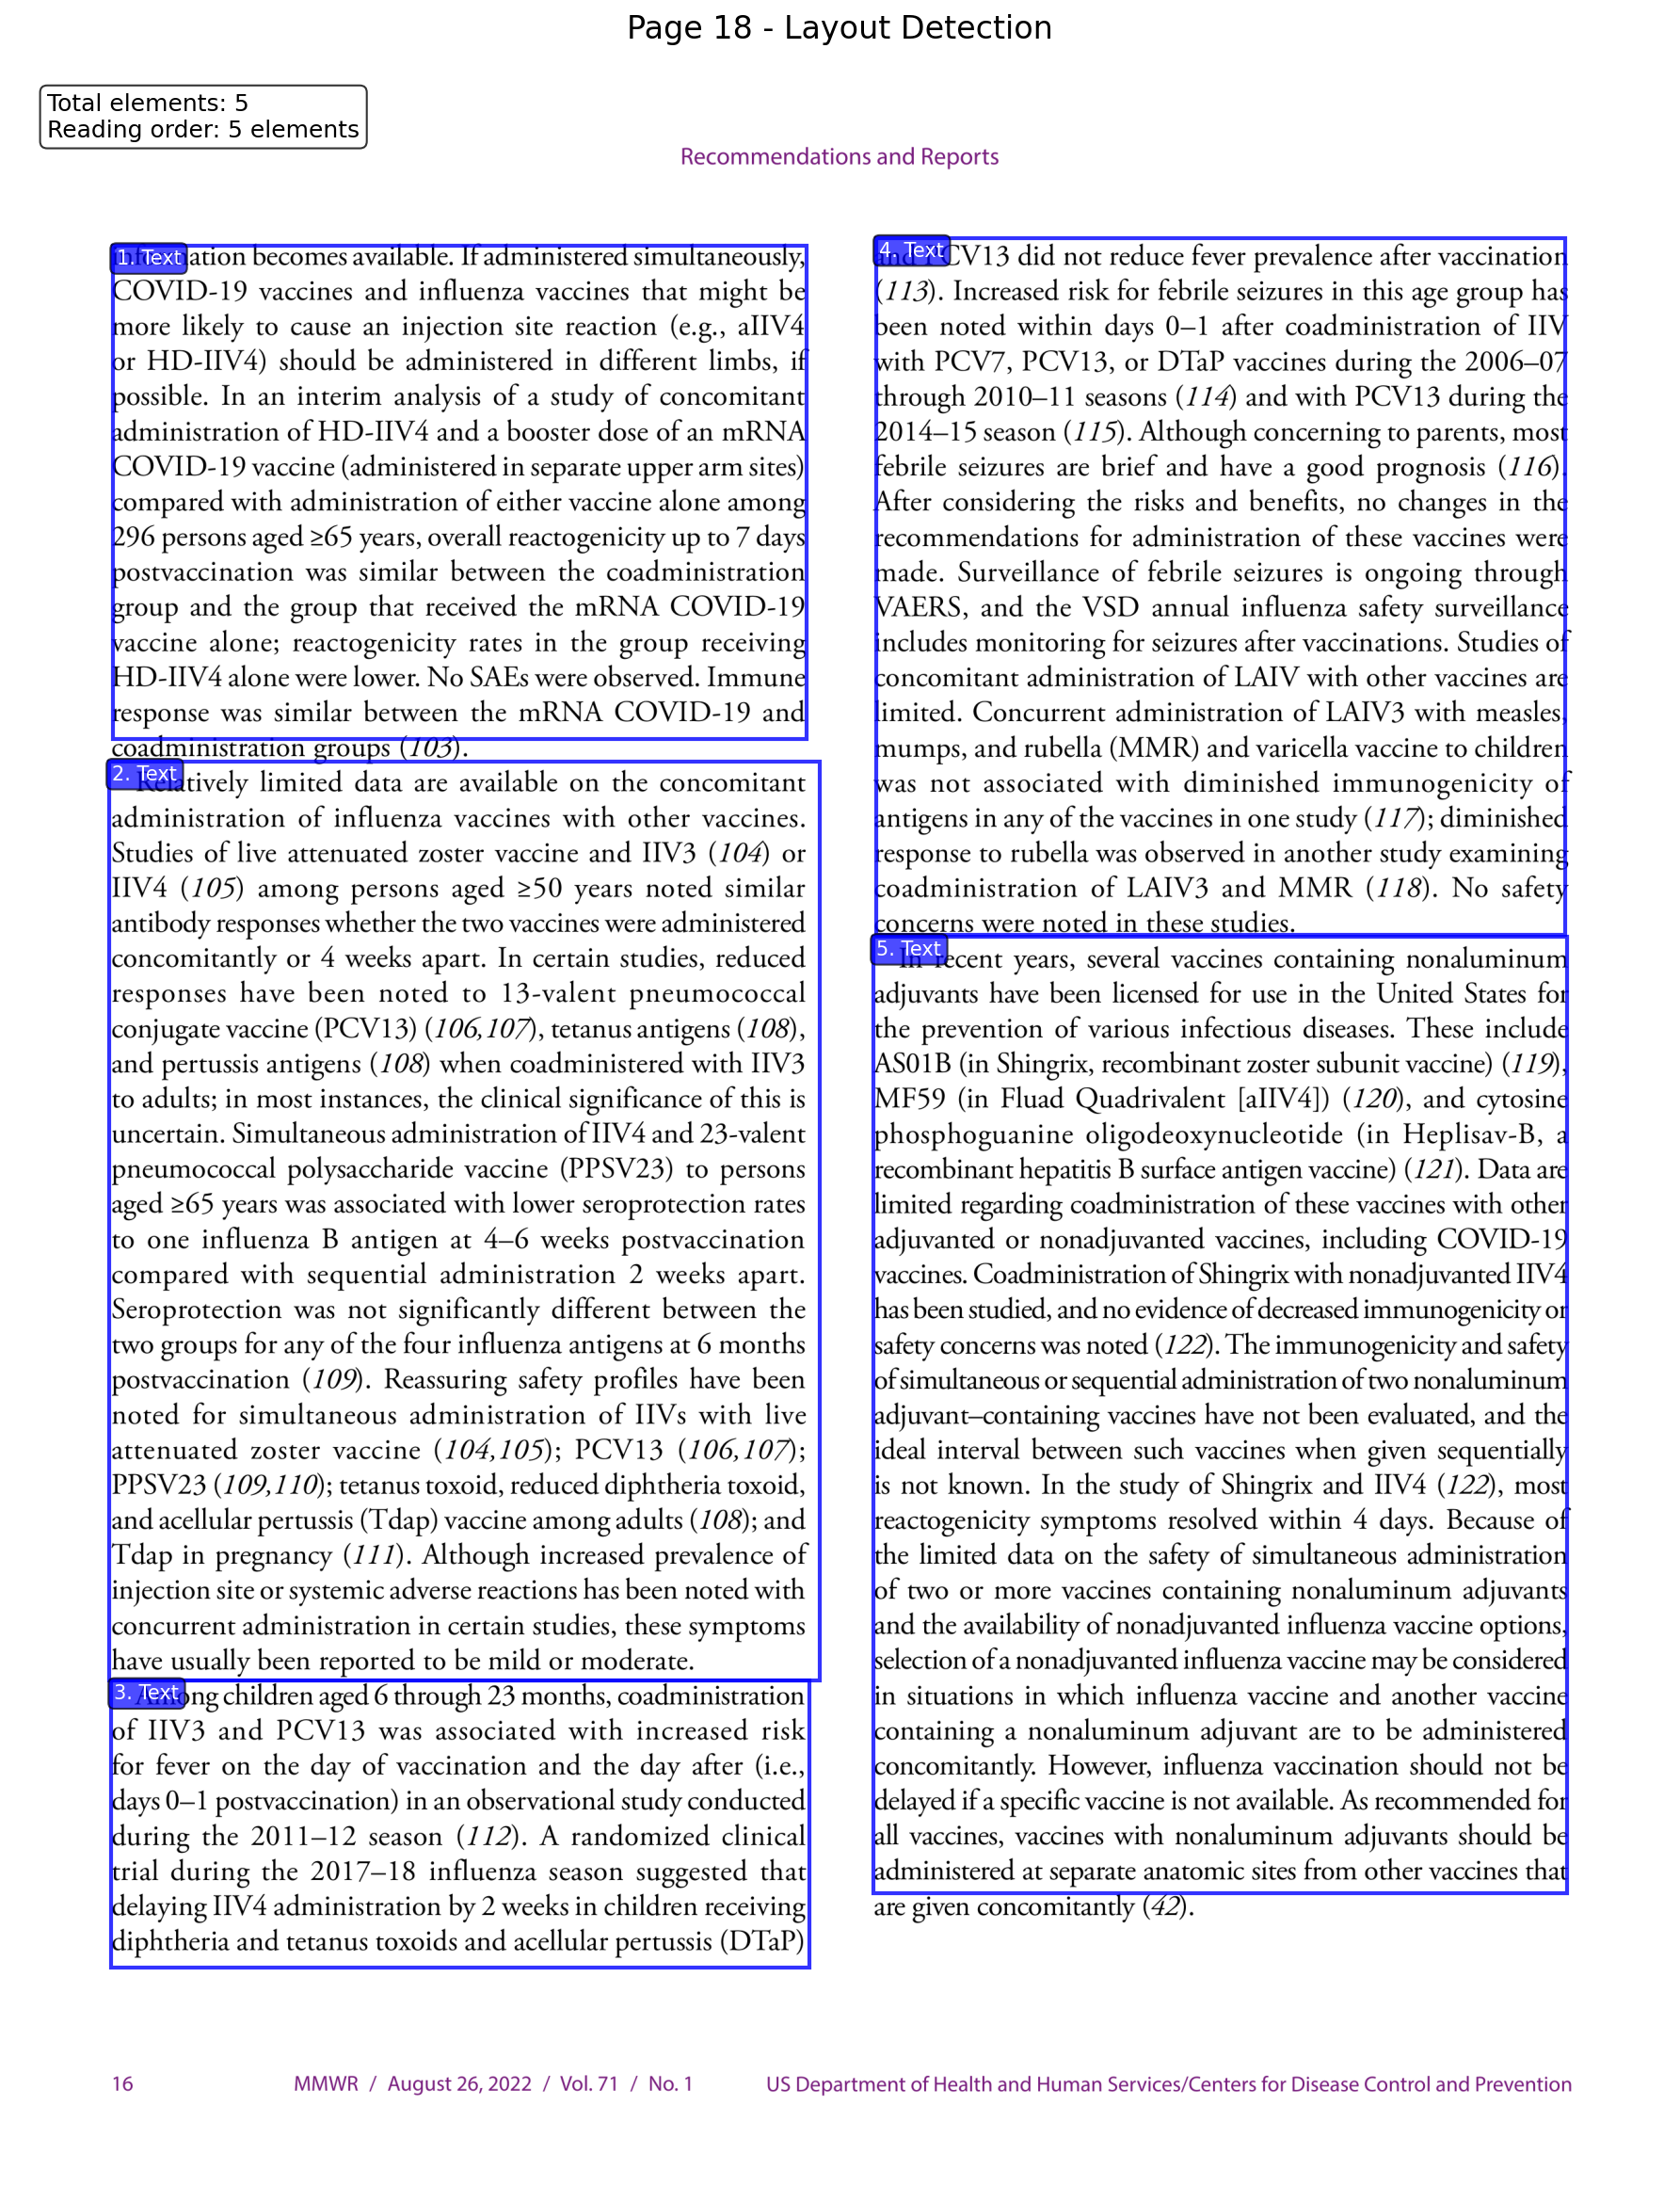 Page 18 - Layout Detection
Total elements: 5
Reading order: 5 elements
Recommendations and Reports
1. Text
information becomes available. If administered simultaneously,
COVID-19 vaccines and influenza vaccines that might be
more likely to cause an injection site reaction (e.g., aIIV4
or HD-IIV4) should be administered in different limbs, if
possible. In an interim analysis of a study of concomitant
administration of HD-IIV4 and a booster dose of an mRNA
COVID-19 vaccine (administered in separate upper arm sites)
compared with administration of either vaccine alone among
296 persons aged ≥65 years, overall reactogenicity up to 7 days
postvaccination was similar between the coadministration
group and the group that received the mRNA COVID-19
vaccine alone; reactogenicity rates in the group receiving
HD-IIV4 alone were lower. No SAEs were observed. Immune
response was similar between the mRNA COVID-19 and
coadministration groups (103).
2. Text
Relatively limited data are available on the concomitant
administration of influenza vaccines with other vaccines.
Studies of live attenuated zoster vaccine and IIV3 (104) or
IIV4 (105) among persons aged ≥50 years noted similar
antibody responses whether the two vaccines were administered
concomitantly or 4 weeks apart. In certain studies, reduced
responses have been noted to 13-valent pneumococcal
conjugate vaccine (PCV13) (106,107), tetanus antigens (108),
and pertussis antigens (108) when coadministered with IIV3
to adults; in most instances, the clinical significance of this is
uncertain. Simultaneous administration of IIV4 and 23-valent
pneumococcal polysaccharide vaccine (PPSV23) to persons
aged ≥65 years was associated with lower seroprotection rates
to one influenza B antigen at 4–6 weeks postvaccination
compared with sequential administration 2 weeks apart.
Seroprotection was not significantly different between the
two groups for any of the four influenza antigens at 6 months
postvaccination (109). Reassuring safety profiles have been
noted for simultaneous administration of IIVs with live
attenuated zoster vaccine (104,105); PCV13 (106,107);
PPSV23 (109,110); tetanus toxoid, reduced diphtheria toxoid,
and acellular pertussis (Tdap) vaccine among adults (108); and
Tdap in pregnancy (111). Although increased prevalence of
injection site or systemic adverse reactions has been noted with
concurrent administration in certain studies, these symptoms
have usually been reported to be mild or moderate.
3. Text
Among children aged 6 through 23 months, coadministration
of IIV3 and PCV13 was associated with increased risk
for fever on the day of vaccination and the day after (i.e.,
days 0–1 postvaccination) in an observational study conducted
during the 2011–12 season (112). A randomized clinical
trial during the 2017–18 influenza season suggested that
delaying IIV4 administration by 2 weeks in children receiving
diphtheria and tetanus toxoids and acellular pertussis (DTaP)
4. Text
and PCV13 did not reduce fever prevalence after vaccination
(113). Increased risk for febrile seizures in this age group has
been noted within days 0–1 after coadministration of IIV
with PCV7, PCV13, or DTaP vaccines during the 2006–07
through 2010–11 seasons (114) and with PCV13 during the
2014–15 season (115). Although concerning to parents, most
febrile seizures are brief and have a good prognosis (116).
After considering the risks and benefits, no changes in the
recommendations for administration of these vaccines were
made. Surveillance of febrile seizures is ongoing through
VAERS, and the VSD annual influenza safety surveillance
includes monitoring for seizures after vaccinations. Studies of
concomitant administration of LAIV with other vaccines are
limited. Concurrent administration of LAIV3 with measles,
mumps, and rubella (MMR) and varicella vaccine to children
was not associated with diminished immunogenicity of
antigens in any of the vaccines in one study (117); diminished
response to rubella was observed in another study examining
coadministration of LAIV3 and MMR (118). No safety
concerns were noted in these studies.
5. Text
In recent years, several vaccines containing nonaluminum
adjuvants have been licensed for use in the United States for
the prevention of various infectious diseases. These include
AS01B (in Shingrix, recombinant zoster subunit vaccine) (119),
MF59 (in Fluad Quadrivalent [aIIV4]) (120), and cytosine
phosphoguanine oligodeoxynucleotide (in Heplisav-B, a
recombinant hepatitis B surface antigen vaccine) (121). Data are
limited regarding coadministration of these vaccines with other
adjuvanted or nonadjuvanted vaccines, including COVID-19
vaccines. Coadministration of Shingrix with nonadjuvanted IIV4
has been studied, and no evidence of decreased immunogenicity or
safety concerns was noted (122). The immunogenicity and safety
of simultaneous or sequential administration of two nonaluminum
adjuvant–containing vaccines have not been evaluated, and the
ideal interval between such vaccines when given sequentially
is not known. In the study of Shingrix and IIV4 (122), most
reactogenicity symptoms resolved within 4 days. Because of
the limited data on the safety of simultaneous administration
of two or more vaccines containing nonaluminum adjuvants
and the availability of nonadjuvanted influenza vaccine options,
selection of a nonadjuvanted influenza vaccine may be considered
in situations in which influenza vaccine and another vaccine
containing a nonaluminum adjuvant are to be administered
concomitantly. However, influenza vaccination should not be
delayed if a specific vaccine is not available. As recommended for
all vaccines, vaccines with nonaluminum adjuvants should be
administered at separate anatomic sites from other vaccines that
are given concomitantly (42).
16 MMWR / August 26, 2022 / Vol. 71 / No. 1 US Department of Health and Human Services/Centers for Disease Control and Prevention